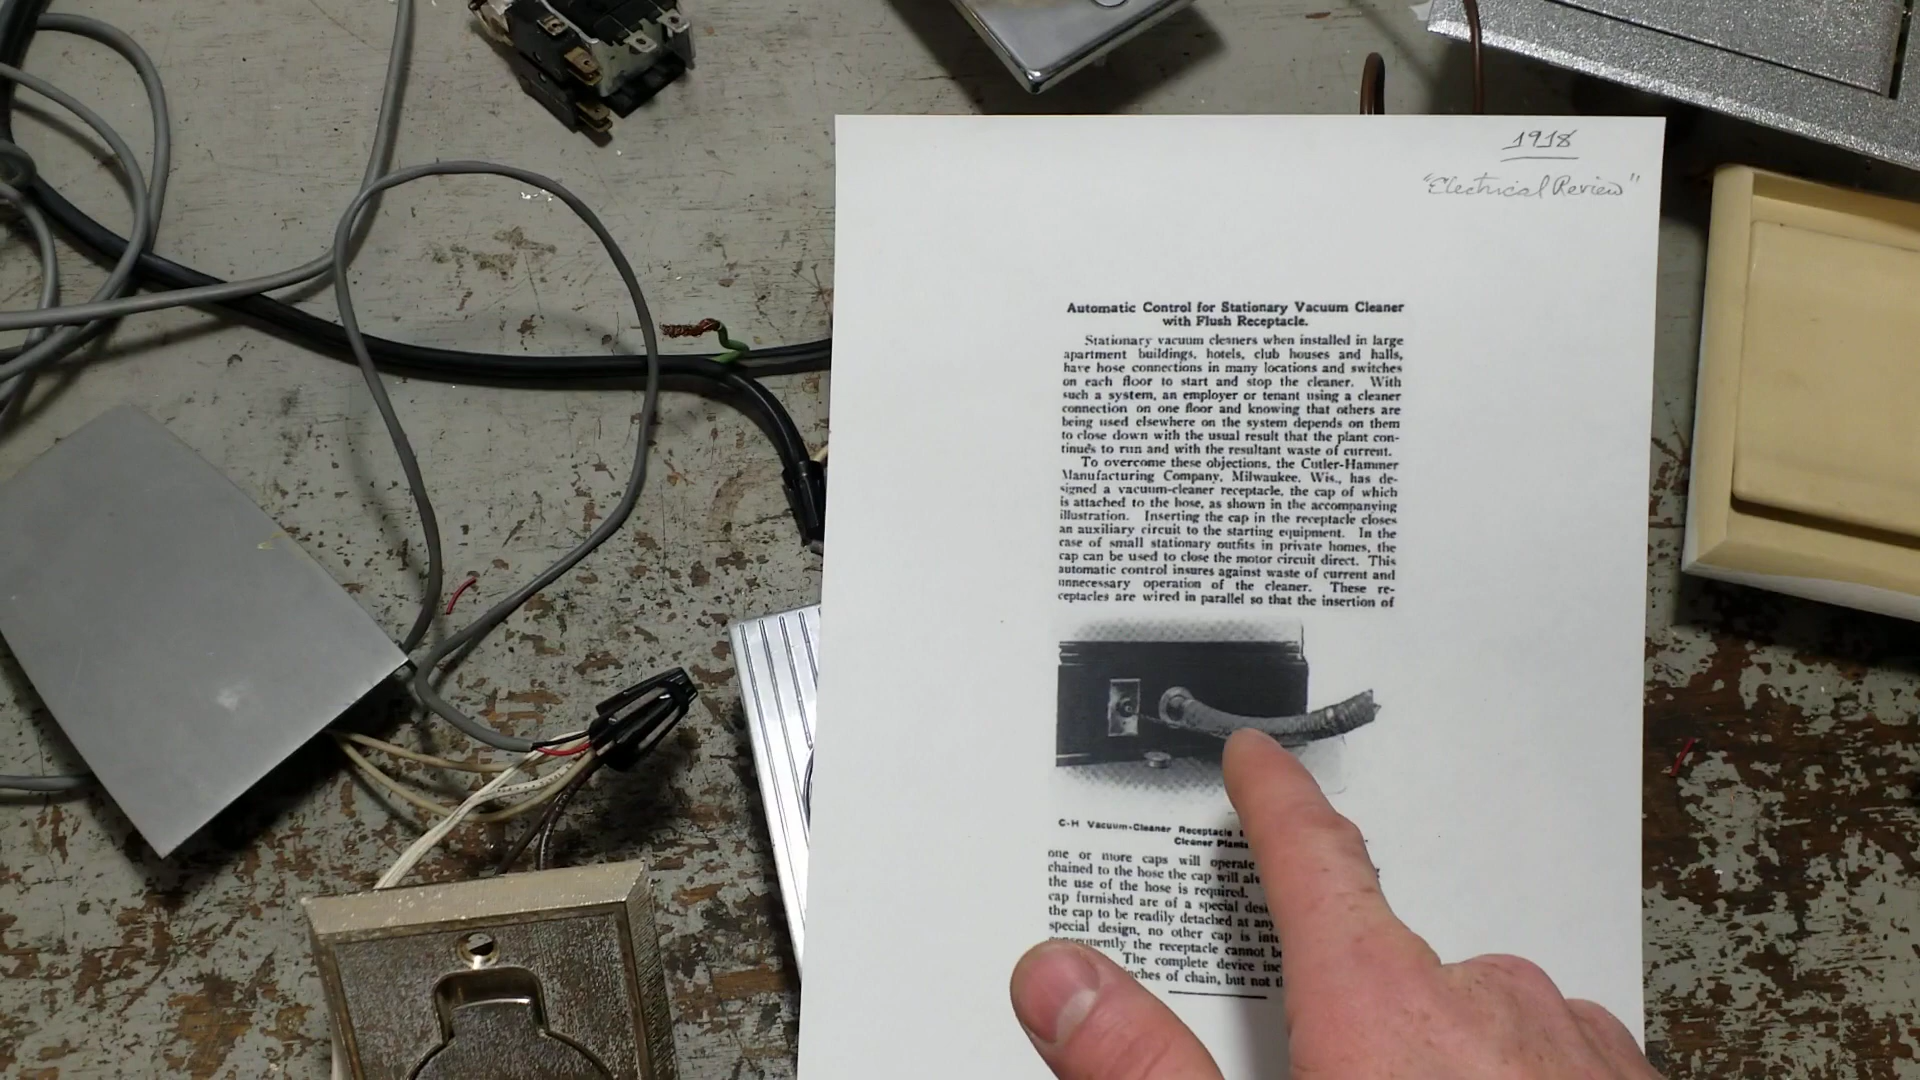 1918
"Electrical Review"
Automatic Control for Stationary Vacuum Cleaner
with Flush Receptacle.
Stationary vacuum cleaners when installed in large
apartment buildings, hotels, club houses and halls,
have hose connections in many locations and switches
on each floor to start and stop the cleaner. With
such a system, an employer or tenant using a cleaner
connection on one floor and knowing that others are
being used elsewhere on the system depends on them
to close down with the usual result that the plant con-
tinues to run and with the resultant waste of current.
To overcome these objections, the Cutler-Hammer
Manufacturing Company, Milwaukee, Wis., has de-
signed a vacuum-cleaner receptacle, the cap of which
is attached to the hose, as shown in the accompanying
illustration. Inserting the cap in the receptacle closes
an auxiliary circuit to the starting equipment. In the
case of small stationary outfits in private homes, the
cap can be used to close the motor circuit direct. This
automatic control insures against waste of current and
unnecessary operation of the cleaner. These re-
ceptacles are wired in parallel so that the insertion of
C-H Vacuum-Cleaner Receptacle
Cleaner Plants
one or more caps will operate
chained to the hose the cap will
the use of the hose is required.
cap furnished are of a special
the cap to be readily detached at any
special design, no other cap is
the receptacle cannot
The complete device
of chain, but not